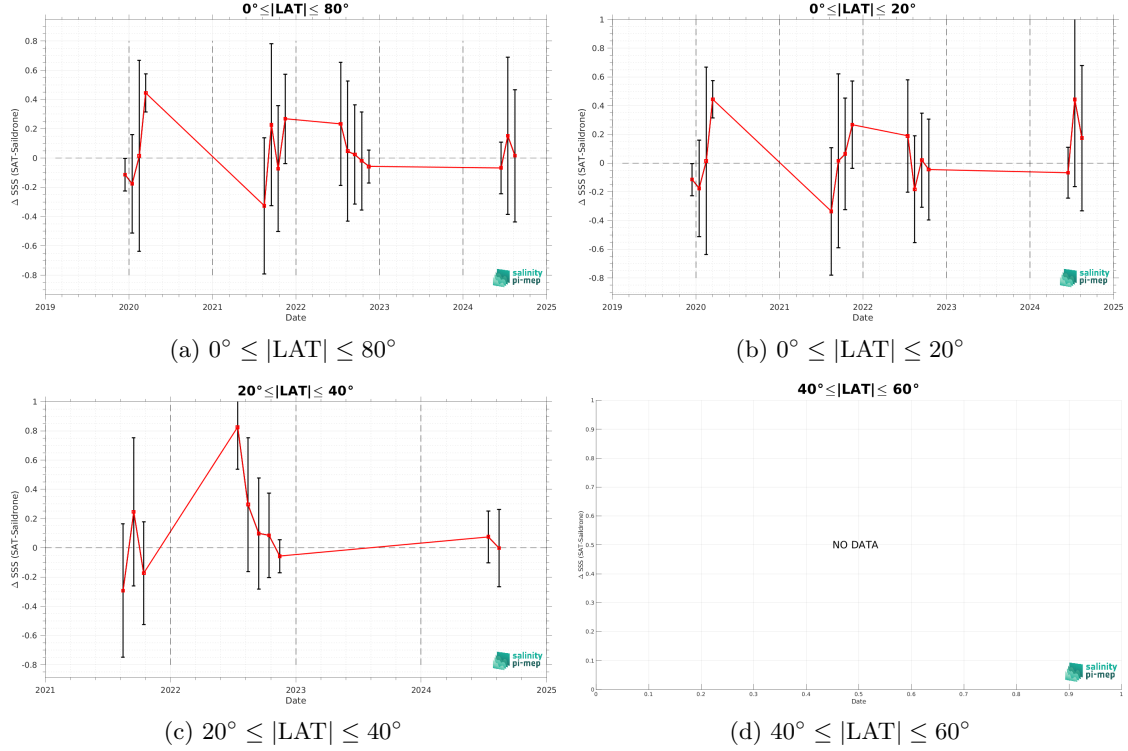 0°≤|LAT|≤ 80°
1
0.8
0.6
0.4
0.2
0
-0.2
-0.4
-0.6
-0.8
Δ SSS (SAT-Saildrone)
2019 2020 2021 2022 2023 2024 2025
Date
salinity
pi-mep
(a) 0° ≤ |LAT| ≤ 80°
0°≤|LAT|≤ 20°
1
0.8
0.6
0.4
0.2
0
-0.2
-0.4
-0.6
-0.8
Δ SSS (SAT-Saildrone)
2019 2020 2021 2022 2023 2024 2025
Date
salinity
pi-mep
(b) 0° ≤ |LAT| ≤ 20°
20°≤|LAT|≤ 40°
1
0.8
0.6
0.4
0.2
0
-0.2
-0.4
-0.6
-0.8
Δ SSS (SAT-Saildrone)
2021 2022 2023 2024 2025
Date
salinity
pi-mep
(c) 20° ≤ |LAT| ≤ 40°
40°≤|LAT|≤ 60°
1
0.9
0.8
0.7
0.6
0.5
0.4
0.3
0.2
0.1
0
Δ SSS (SAT-Saildrone)
NO DATA
0 0.1 0.2 0.3 0.4 0.5 0.6 0.7 0.8 0.9 1
Date
salinity
pi-mep
(d) 40° ≤ |LAT| ≤ 60°